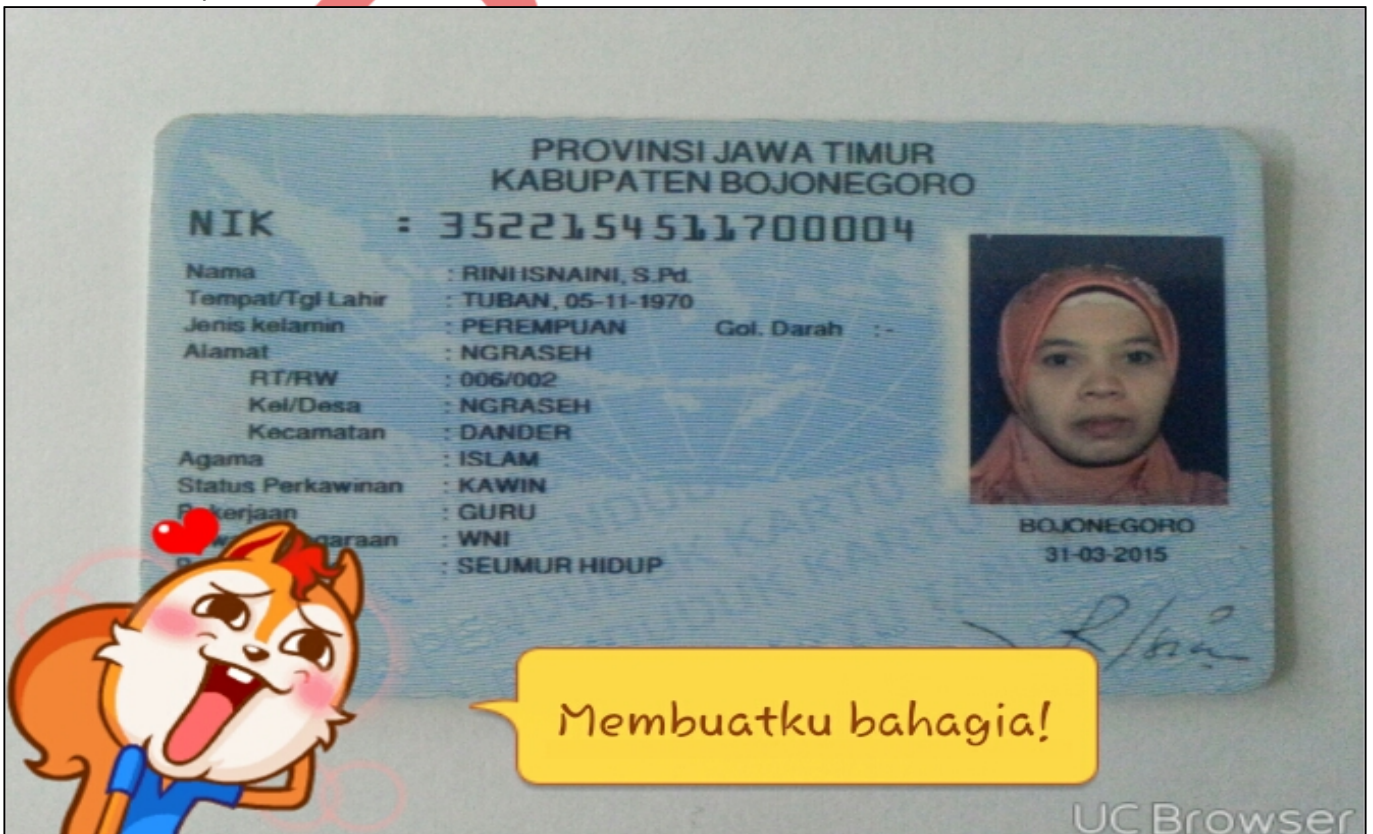 PROVINSI JAWA TIMUR
KABUPATEN BOJONEGORO
NIK : 3522154511700004
Nama : RINI ISNAINI, S.Pd.
Tempat/Tgl Lahir : TUBAN, 05-11-1970
Jenis kelamin : PEREMPUAN Gol. Darah : -
Alamat : NGRASEH
RT/RW : 006/002
Kel/Desa : NGRASEH
Kecamatan : DANDER
Agama : ISLAM
Status Perkawinan : KAWIN
: GURU
: WNI
: SEUMUR HIDUP
BOJONEGORO
31-03-2015
Membuatku bahagia!
UC Browser